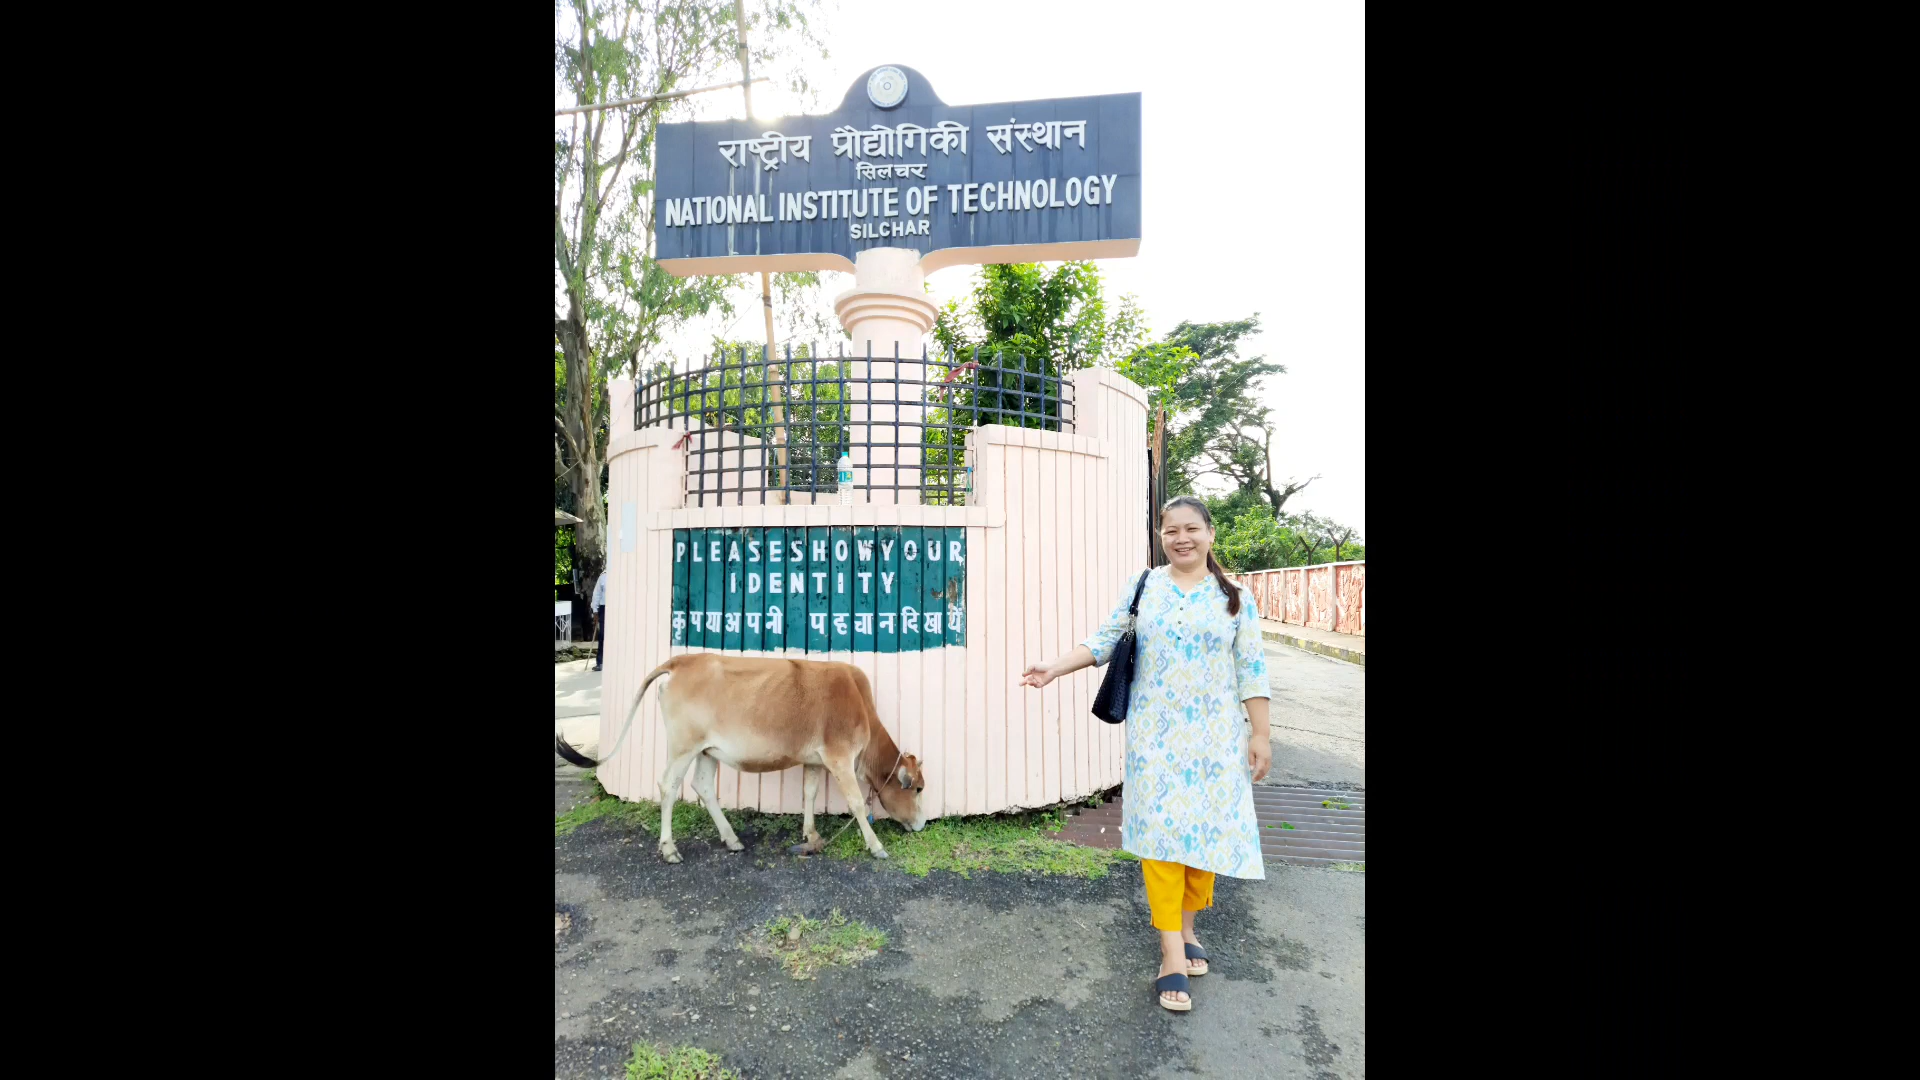 राष्ट्रीय प्रौद्योगिकी संस्थान
सिलचर
NATIONAL INSTITUTE OF TECHNOLOGY
SILCHAR
PLEASE SHOW YOUR
IDENTITY
कृपया अपनी पहचान दिखायें